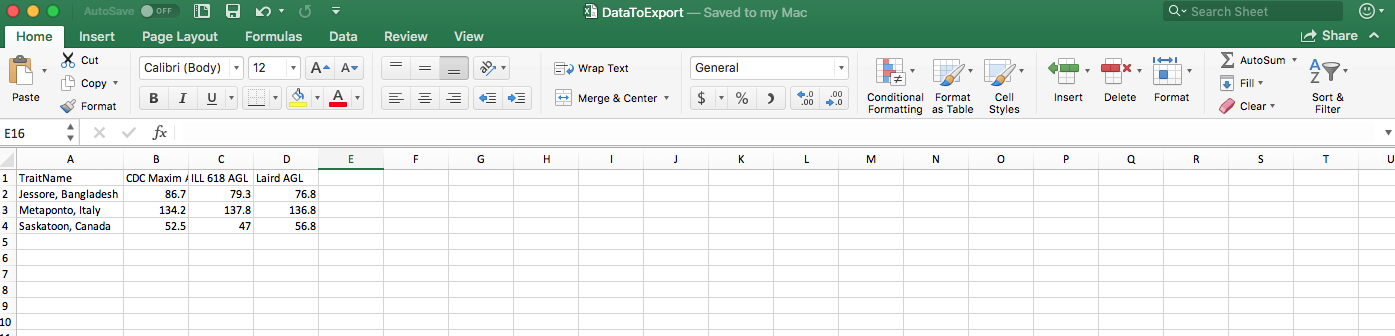 AutoSave OFF DataToExport — Saved to my Mac Search Sheet
Home Insert Page Layout Formulas Data Review View Share
Paste Cut Copy Format
Calibri (Body) 12 A A
B I U A
Wrap Text
Merge & Center
General
$ % .00 .0 .00 .0
Conditional Formatting
Format as Table
Cell Styles
Insert Delete Format
AutoSum
Fill
Clear
A Z
Sort & Filter
E16 fx
A B C D E F G H I J K L M N O P Q R S T U
1 TraitName CDC Maxim A ILL 618 AGL Laird AGL
2 Jessore, Bangladesh 86.7 79.3 76.8
3 Metaponto, Italy 134.2 137.8 136.8
4 Saskatoon, Canada 52.5 47 56.8
5
6
7
8
9
10